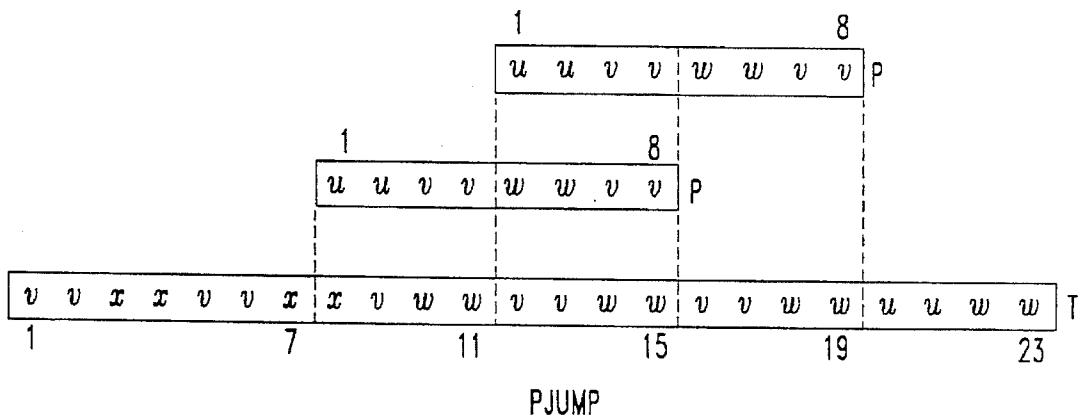 1 8
u u v v w w v v P
1 8
u u v v w w v v P
v v x x v v x x v w w v v w w v v w w u u w w T
1 7 11 15 19 23
PJUMP